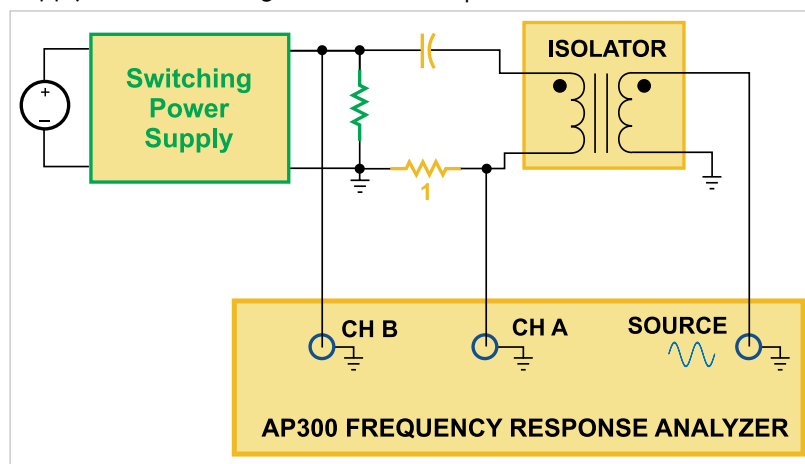 Switching
Power
Supply
+
−
1
ISOLATOR
CH B
CH A
SOURCE
AP300 FREQUENCY RESPONSE ANALYZER